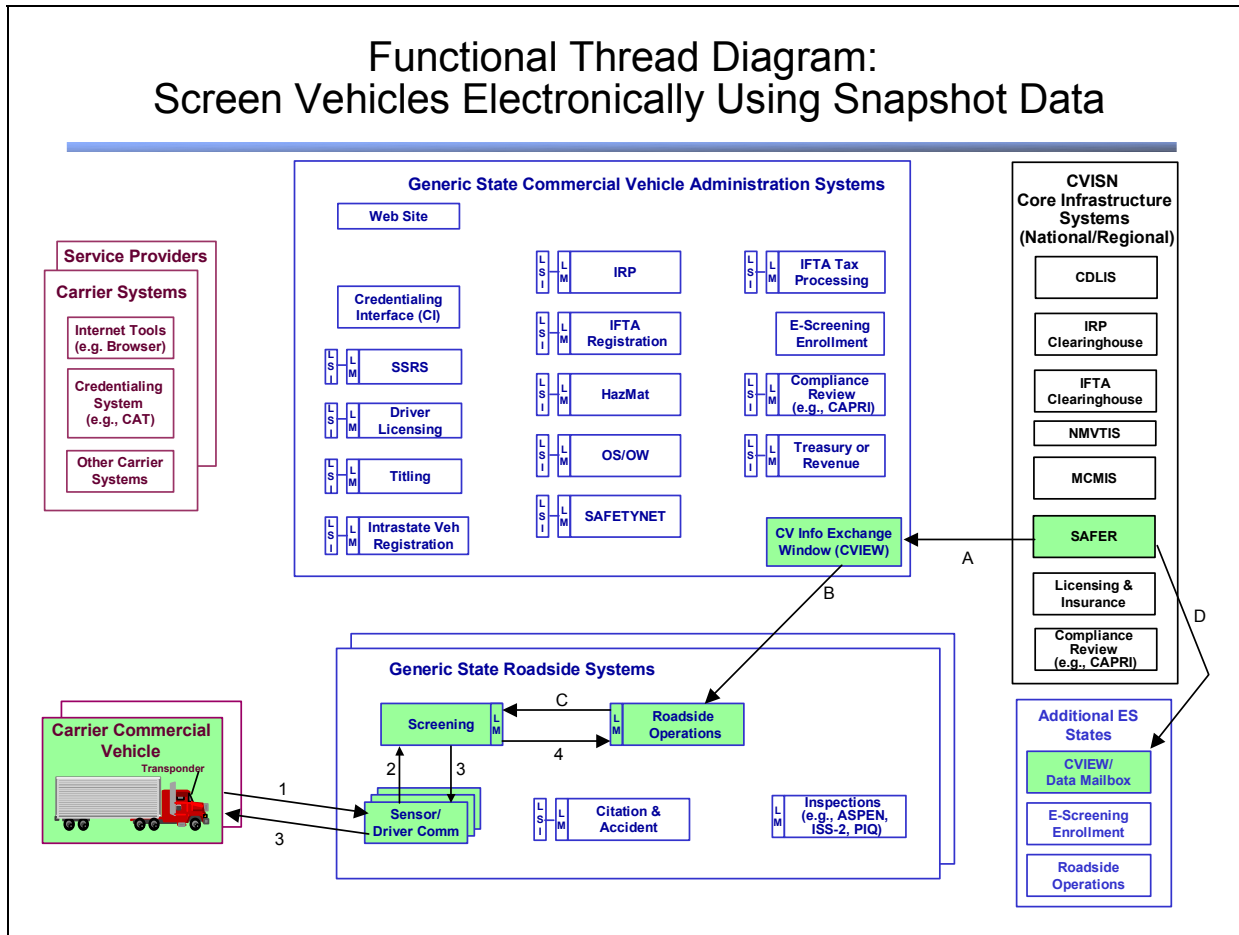 Functional Thread Diagram:
Screen Vehicles Electronically Using Snapshot Data
Generic State Commercial Vehicle Administration Systems
Web Site
Credentialing
Interface (CI)
L
S
I
L
M
SSRS
L
S
I
L
M
Driver
Licensing
L
S
I
L
M
Titling
L
S
I
L
M
Intrastate Veh
Registration
L
S
I
L
M
IRP
L
S
I
L
M
IFTA
Registration
L
S
I
L
M
HazMat
L
S
I
L
M
OS/OW
L
S
I
L
M
SAFETYNET
L
S
I
L
M
IFTA Tax
Processing
E-Screening
Enrollment
L
S
I
L
M
Compliance
Review
(e.g., CAPRI)
L
S
I
L
M
Treasury or
Revenue
CV Info Exchange
Window (CVIEW)
Service Providers
Carrier Systems
Internet Tools
(e.g. Browser)
Credentialing
System
(e.g., CAT)
Other Carrier
Systems
CVISN
Core Infrastructure
Systems
(National/Regional)
CDLIS
IRP
Clearinghouse
IFTA
Clearinghouse
NMVTIS
MCMIS
SAFER
Licensing &
Insurance
Compliance
Review
(e.g., CAPRI)
A
B
D
Generic State Roadside Systems
Screening
L
M
C
4
L
M
Roadside
Operations
2
3
Sensor/
Driver Comm
L
S
I
L
M
Citation &
Accident
L
M
Inspections
(e.g., ASPEN,
ISS-2, PIQ)
Carrier Commercial
Vehicle
Transponder
1
3
Additional ES
States
CVIEW/
Data Mailbox
E-Screening
Enrollment
Roadside
Operations